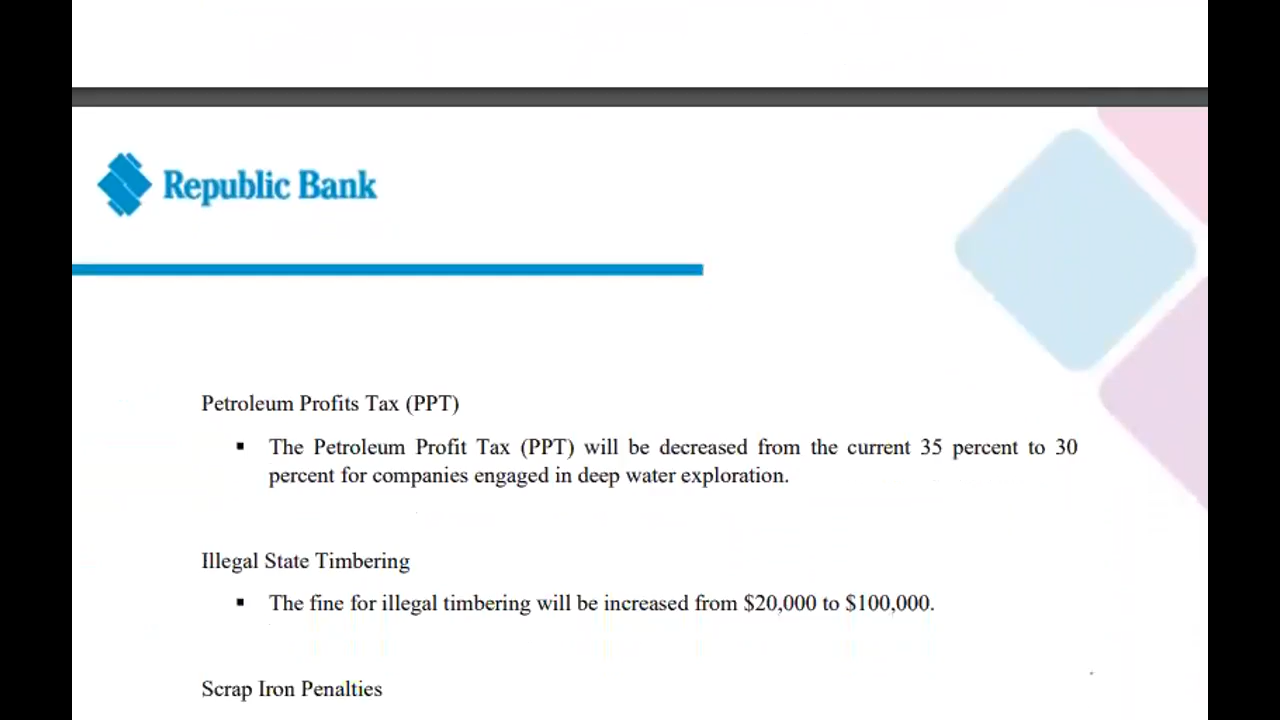 Republic Bank
Petroleum Profits Tax (PPT)
▪ The Petroleum Profit Tax (PPT) will be decreased from the current 35 percent to 30
percent for companies engaged in deep water exploration.
Illegal State Timbering
▪ The fine for illegal timbering will be increased from $20,000 to $100,000.
Scrap Iron Penalties